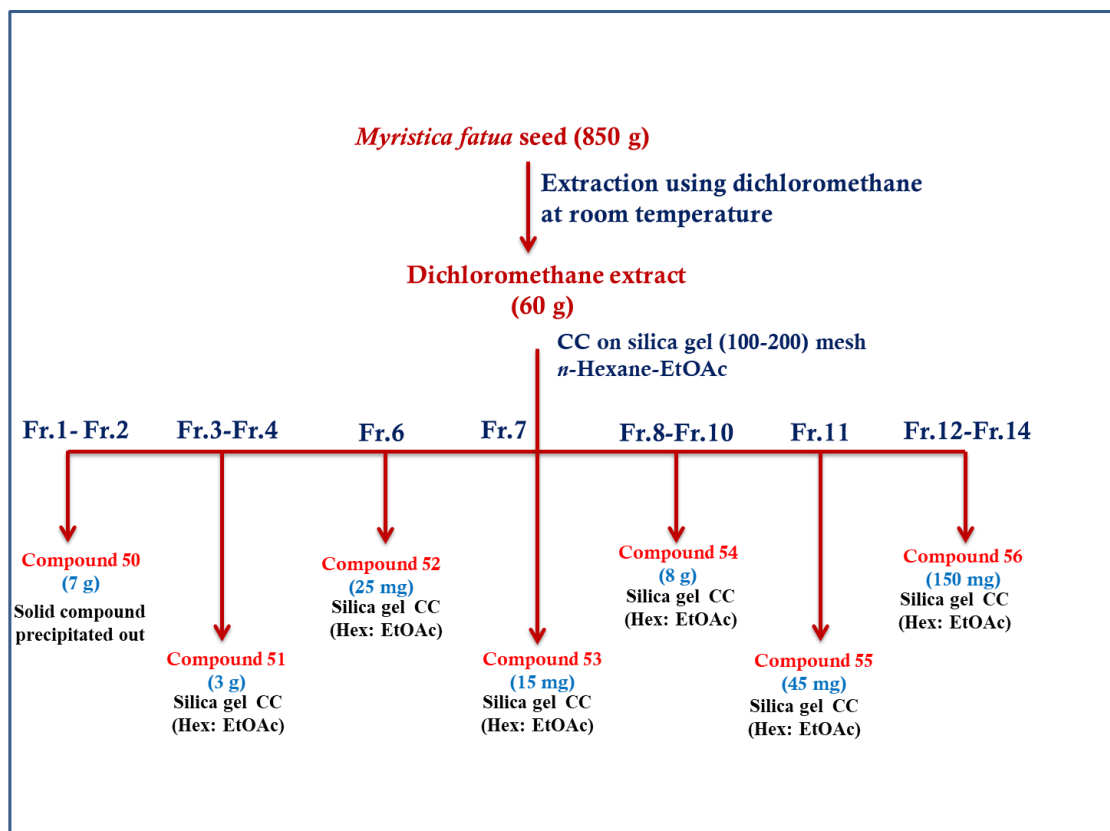 Myristica fatua seed (850 g)
Extraction using dichloromethane
at room temperature
Dichloromethane extract
(60 g)
CC on silica gel (100-200) mesh
n-Hexane-EtOAc
Fr.1- Fr.2
Fr.3-Fr.4
Fr.6
Fr.7
Fr.8-Fr.10
Fr.11
Fr.12-Fr.14
Compound 50
(7 g)
Solid compound
precipitated out
Compound 51
(3 g)
Silica gel CC
(Hex: EtOAc)
Compound 52
(25 mg)
Silica gel CC
(Hex: EtOAc)
Compound 53
(15 mg)
Silica gel CC
(Hex: EtOAc)
Compound 54
(8 g)
Silica gel CC
(Hex: EtOAc)
Compound 55
(45 mg)
Silica gel CC
(Hex: EtOAc)
Compound 56
(150 mg)
Silica gel CC
(Hex: EtOAc)